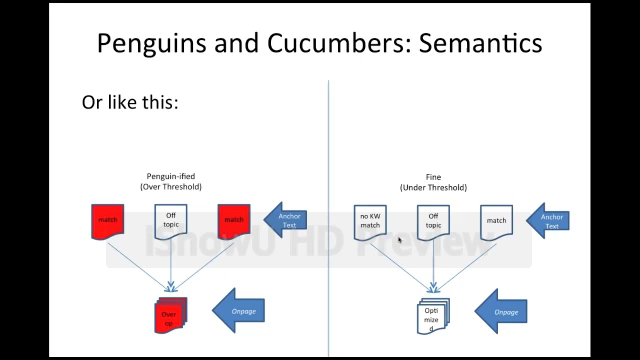 Penguins and Cucumbers: Semantics
Or like this:
Penguin-ified
(Over Threshold)
match
Off
topic
match
Anchor
Text
Over
op
Onpage
Fine
(Under Threshold)
no KW
match
Off
topic
match
Anchor
Text
Opti
mize
d
Onpage
IShowU HD Preview